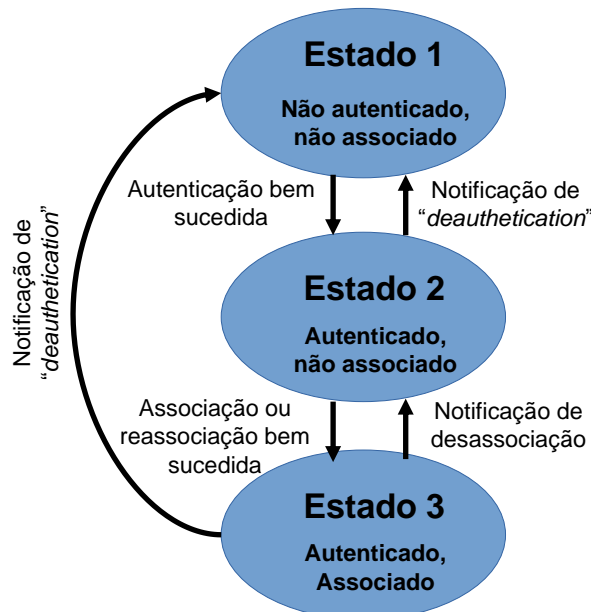 Estado 1
Não autenticado,
não associado
Autenticação bem
sucedida
Notificação de
“deauthetication”
Notificação de
“deauthetication”
Estado 2
Autenticado,
não associado
Associação ou
reassociação bem
sucedida
Notificação de
desassociação
Estado 3
Autenticado,
Associado